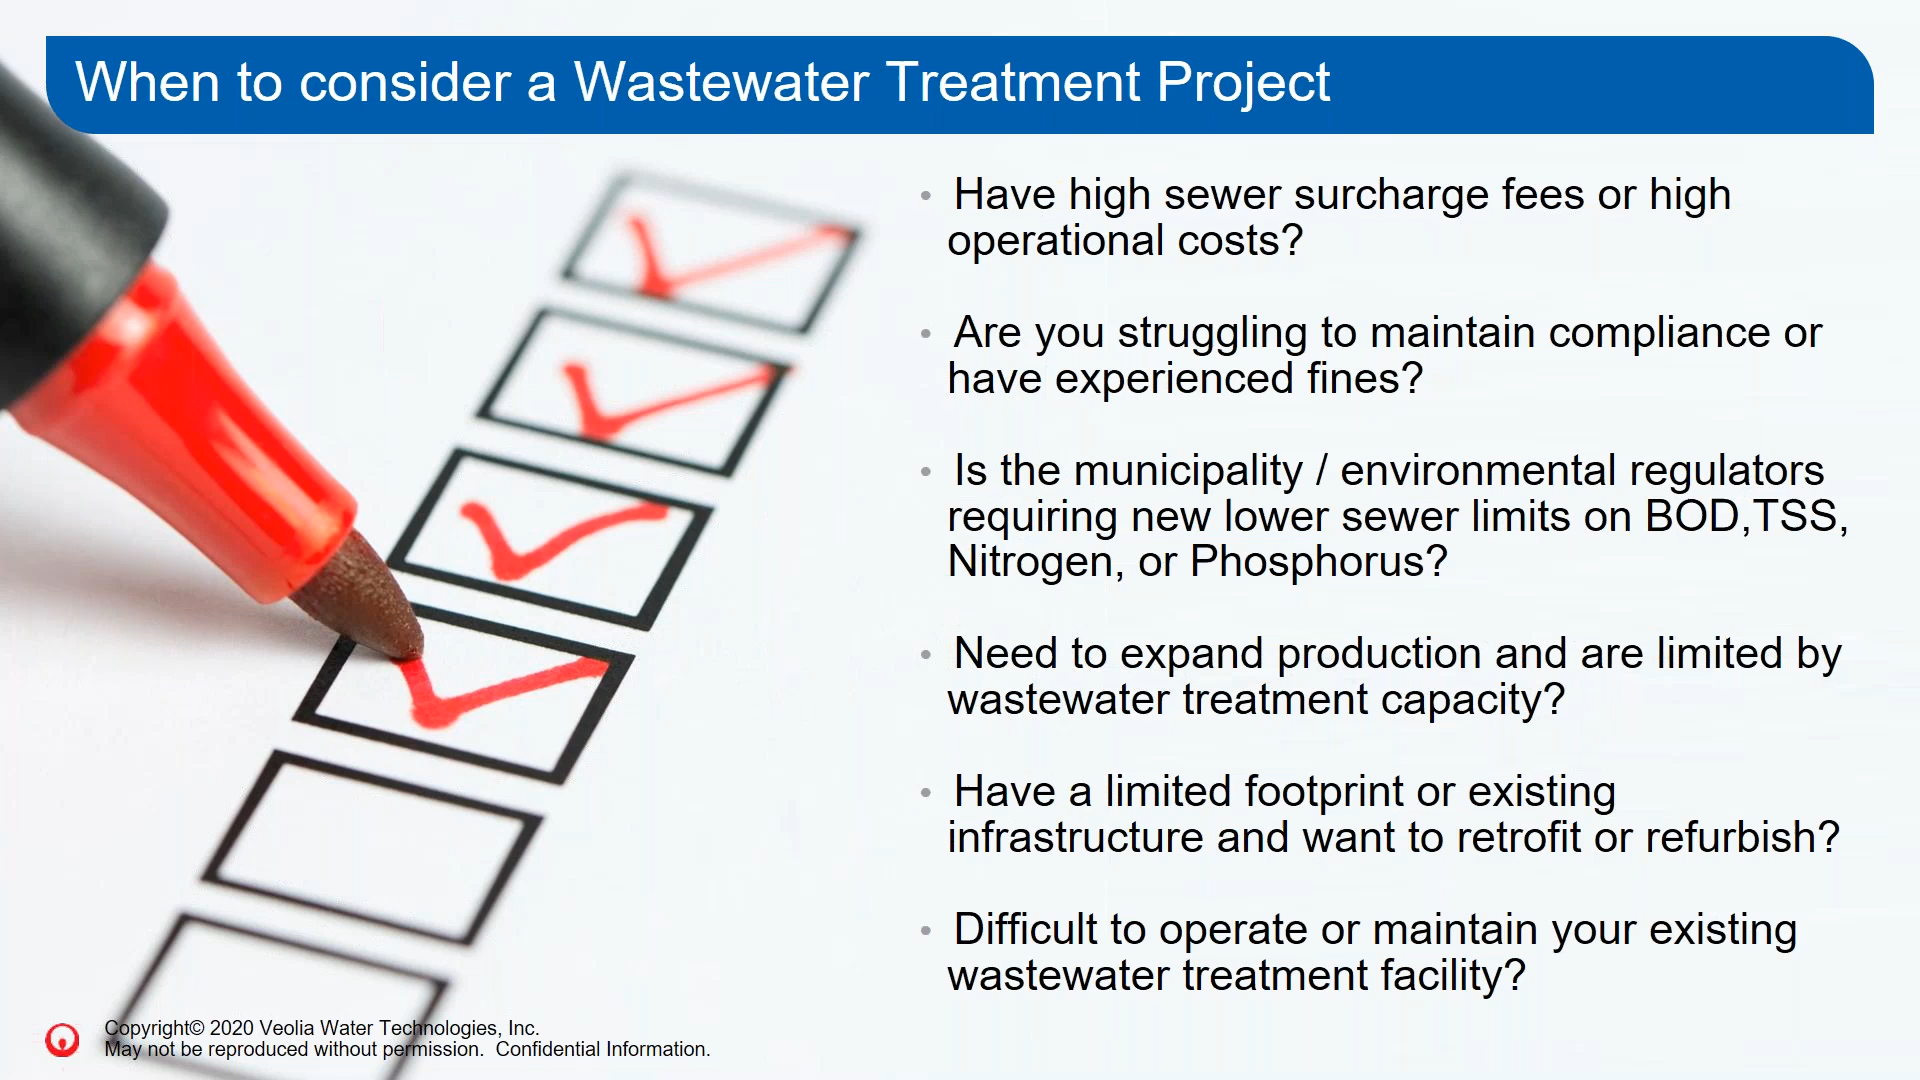 When to consider a Wastewater Treatment Project
• Have high sewer surcharge fees or high
operational costs?
• Are you struggling to maintain compliance or
have experienced fines?
• Is the municipality / environmental regulators
requiring new lower sewer limits on BOD,TSS,
Nitrogen, or Phosphorus?
• Need to expand production and are limited by
wastewater treatment capacity?
• Have a limited footprint or existing
infrastructure and want to retrofit or refurbish?
• Difficult to operate or maintain your existing
wastewater treatment facility?
Copyright© 2020 Veolia Water Technologies, Inc.
May not be reproduced without permission.  Confidential Information.